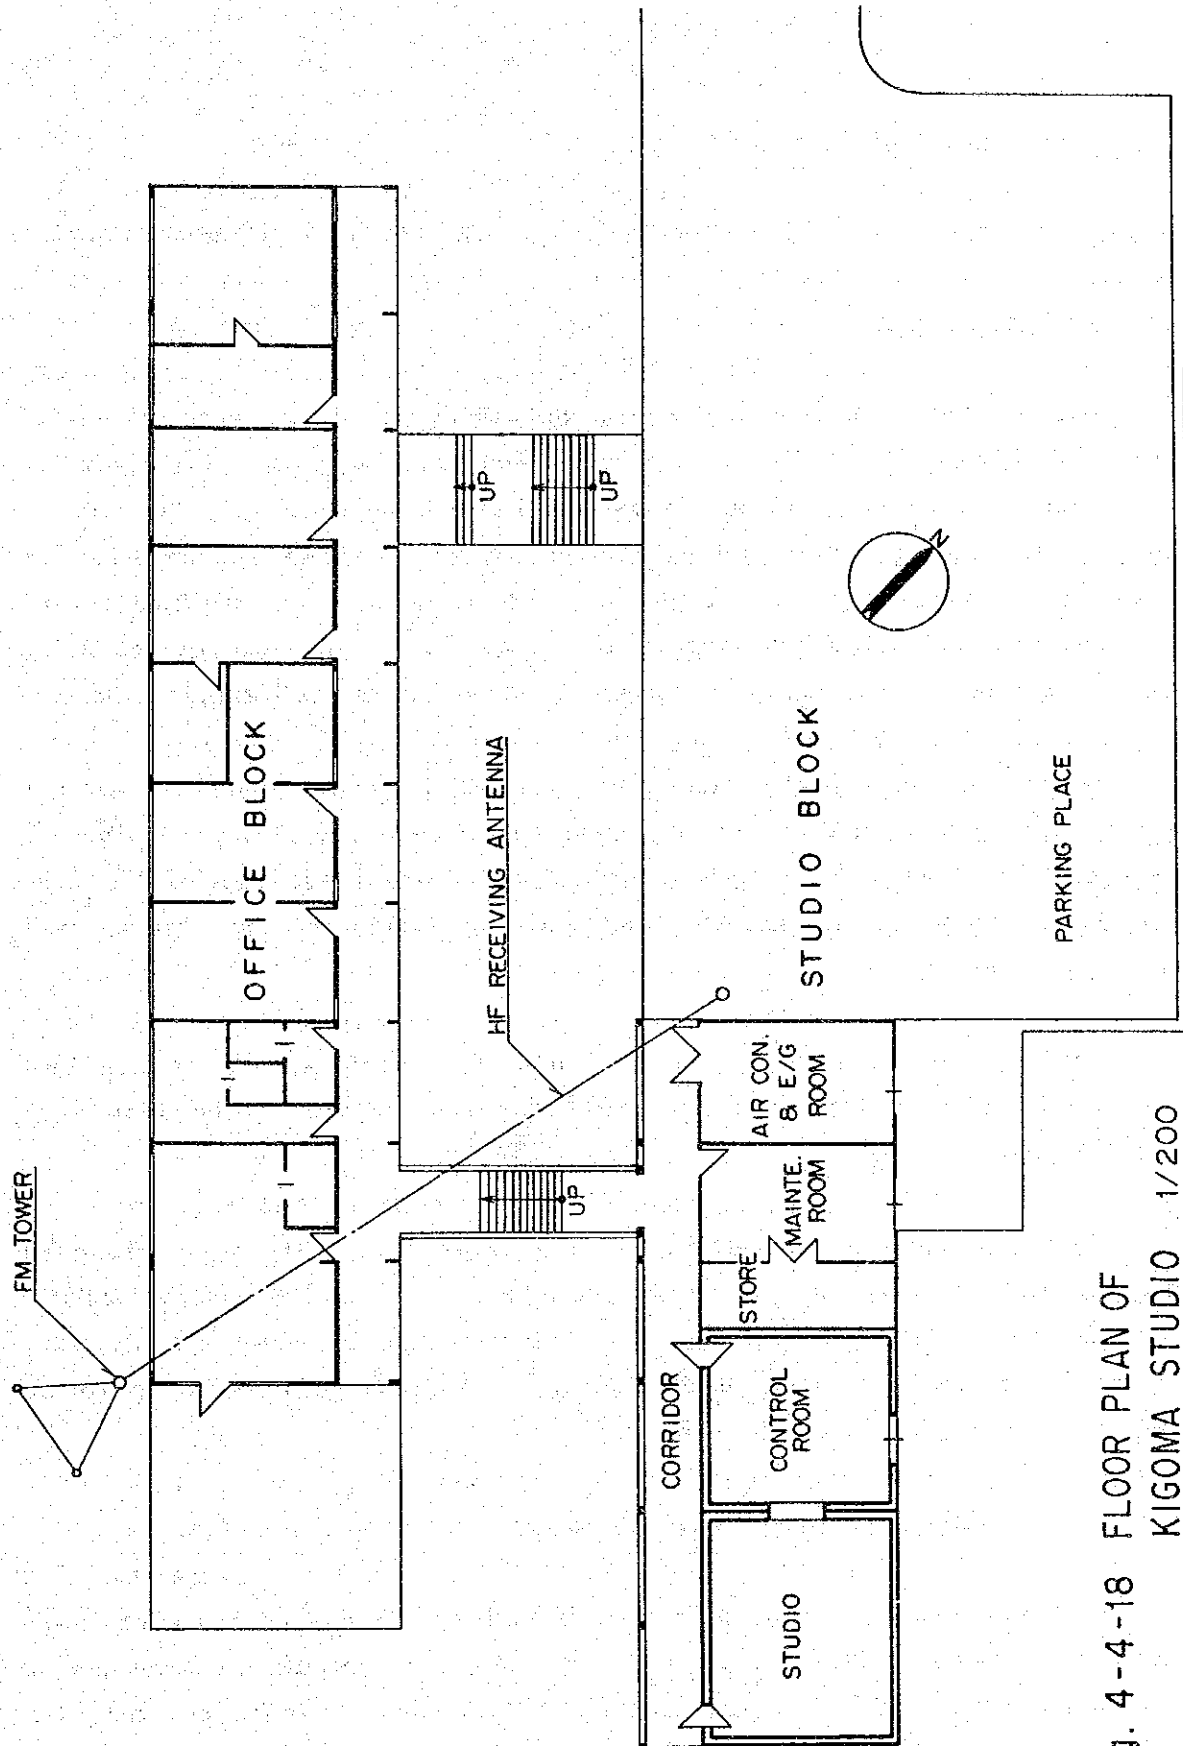 FM TOWER
OFFICE BLOCK
UP
UP
HF RECEIVING ANTENNA
UP
N
STUDIO BLOCK
PARKING PLACE
CORRIDOR
STUDIO
CONTROL
ROOM
STORE
MAINTE.
ROOM
AIR CON.
& E/G
ROOM
g. 4-4-18 FLOOR PLAN OF
KIGOMA STUDIO 1/200